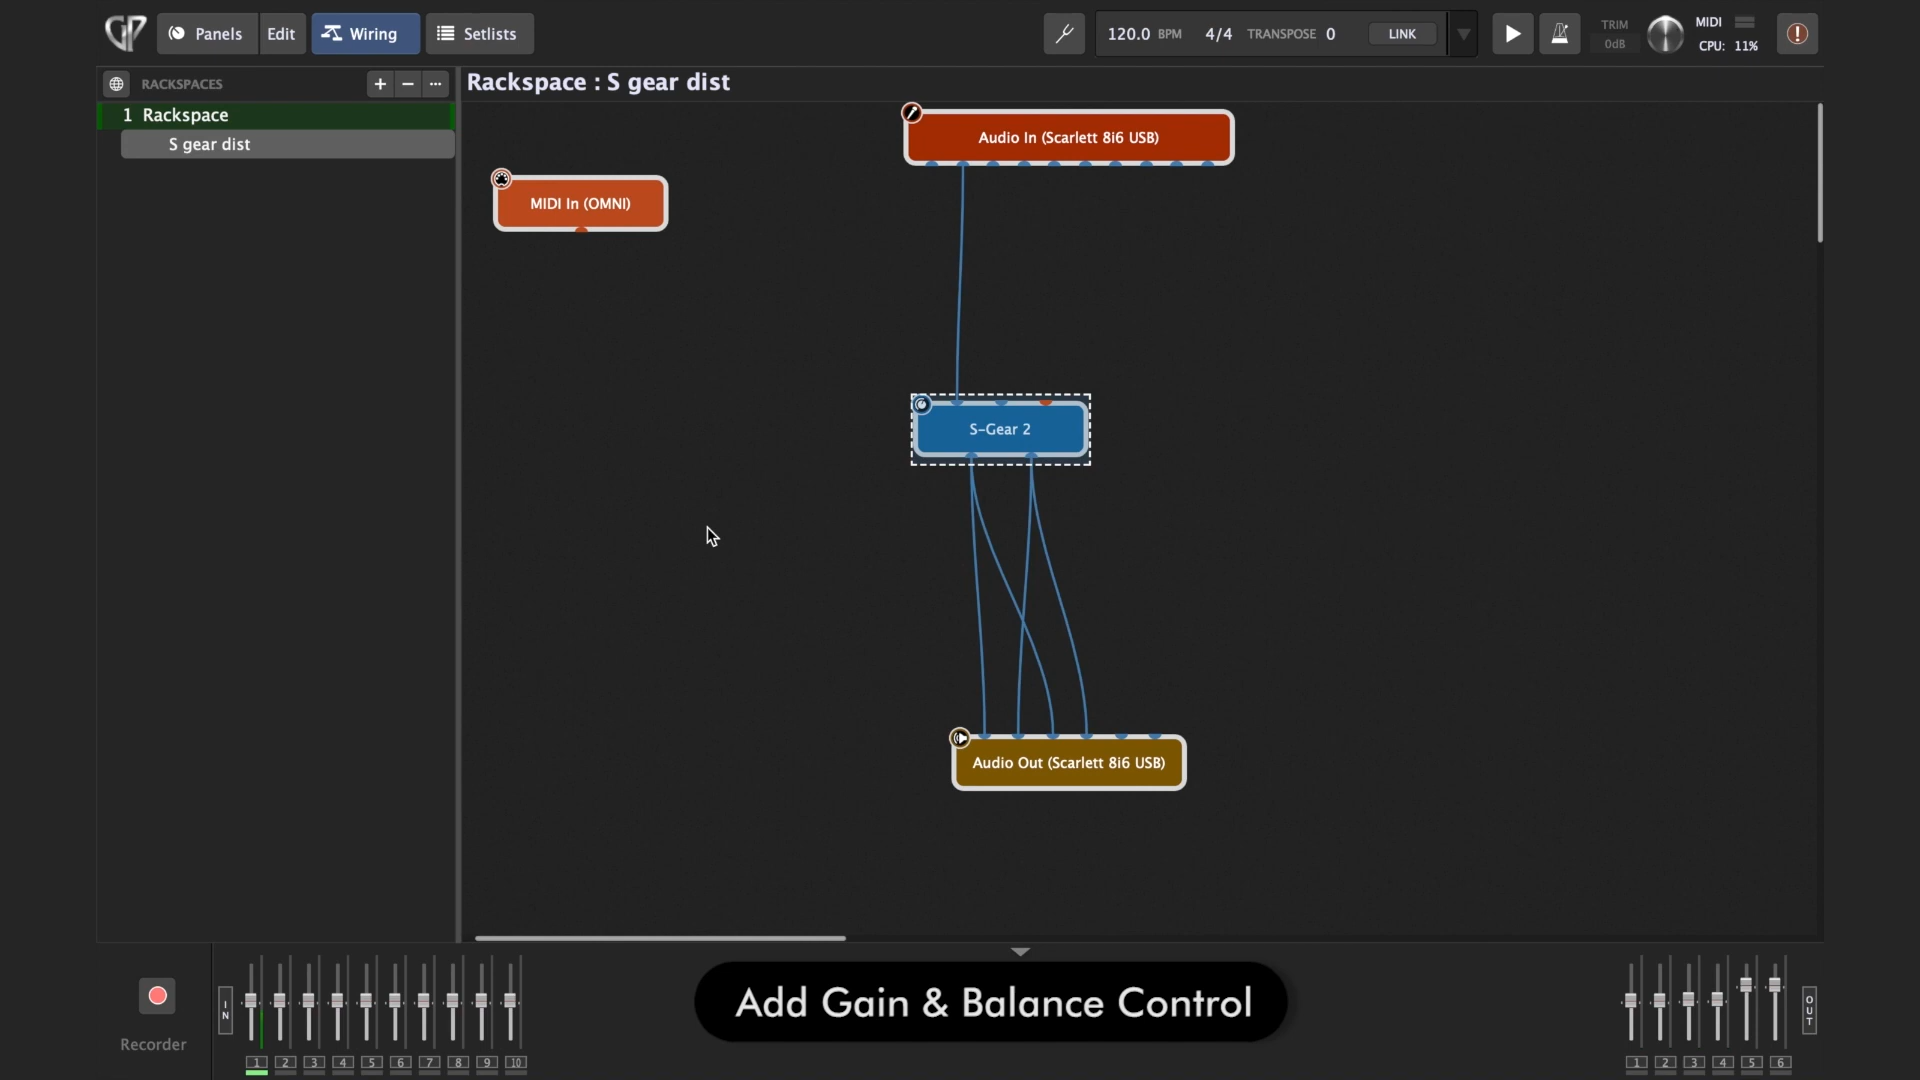 GP
Panels
Edit
Wiring
Setlists
120.0 BPM 4/4 TRANSPOSE 0
LINK
TRIM
0dB
MIDI
CPU: 11%
RACKSPACES
+ − ...
Rackspace : S gear dist
1 Rackspace
S gear dist
Audio In (Scarlett 8i6 USB)
MIDI In (OMNI)
S-Gear 2
Audio Out (Scarlett 8i6 USB)
Recorder
IN
1 2 3 4 5 6 7 8 9 10
Add Gain & Balance Control
1 2 3 4 5 6
OUT